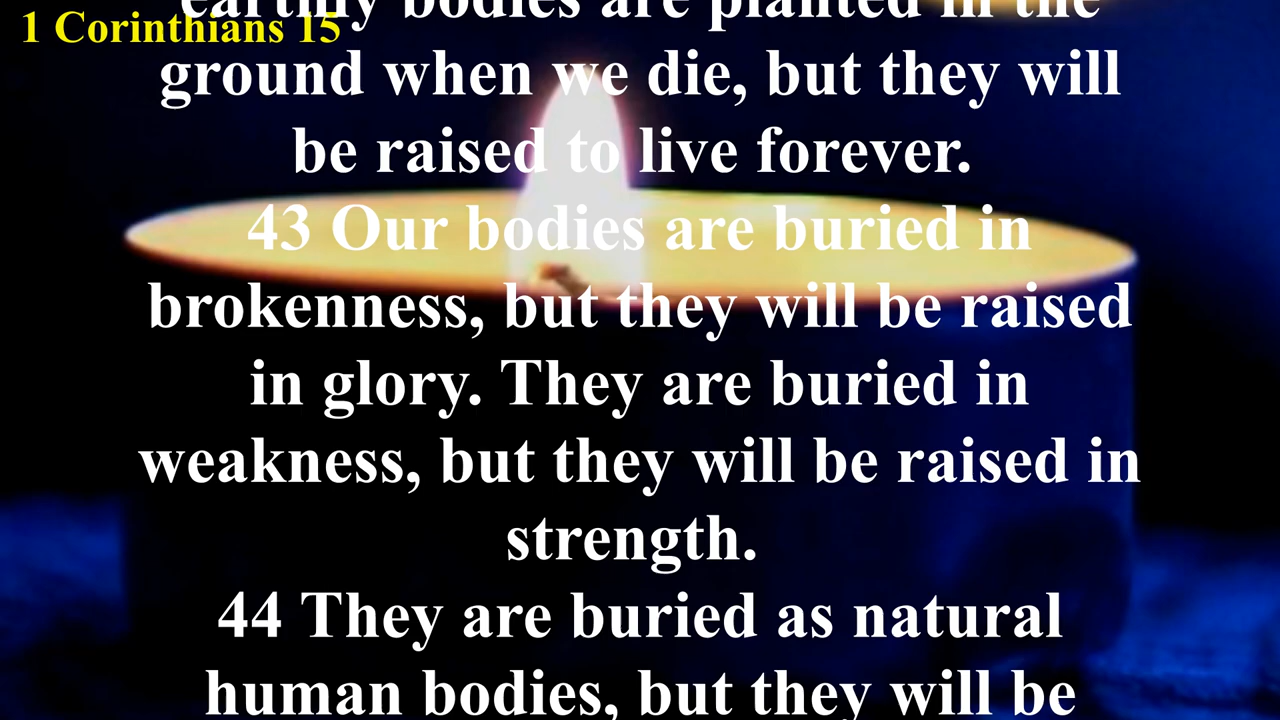 earthly bodies are planted in the
1 Corinthians 15
ground when we die, but they will
be raised to live forever.
43 Our bodies are buried in
brokenness, but they will be raised
in glory. They are buried in
weakness, but they will be raised in
strength.
44 They are buried as natural
human bodies, but they will be